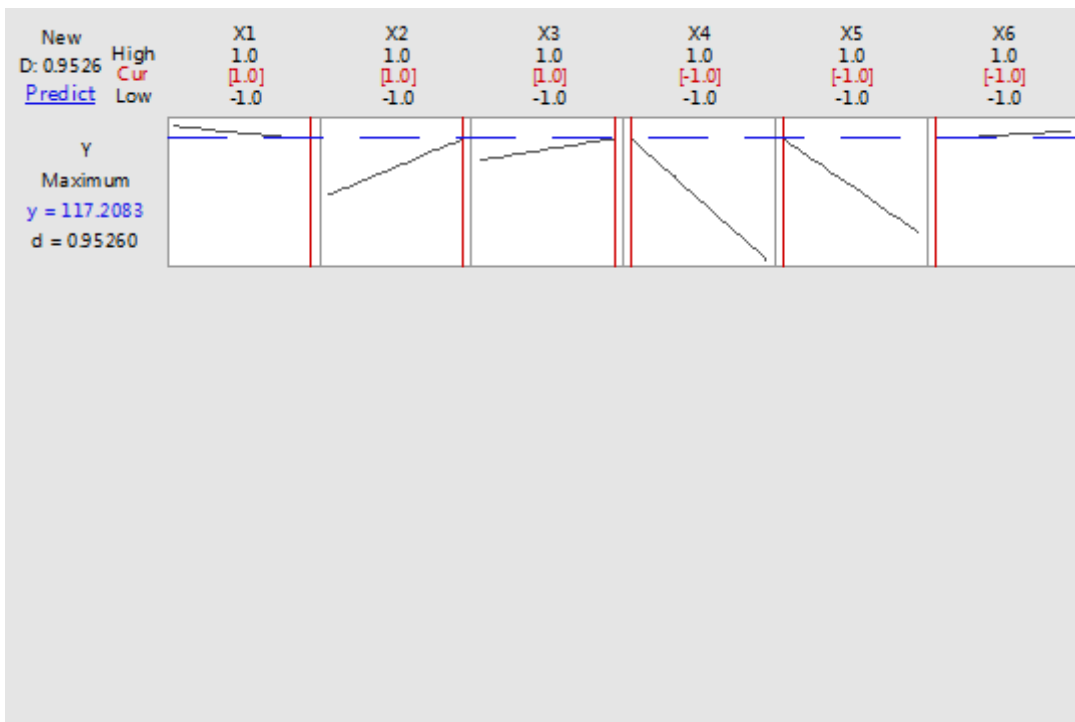 New
D: 0.9526
Predict
High
Cur
Low
X1
1.0
[1.0]
-1.0
X2
1.0
[1.0]
-1.0
X3
1.0
[1.0]
-1.0
X4
1.0
[-1.0]
-1.0
X5
1.0
[-1.0]
-1.0
X6
1.0
[-1.0]
-1.0
Y
Maximum
y = 117.2083
d = 0.95260